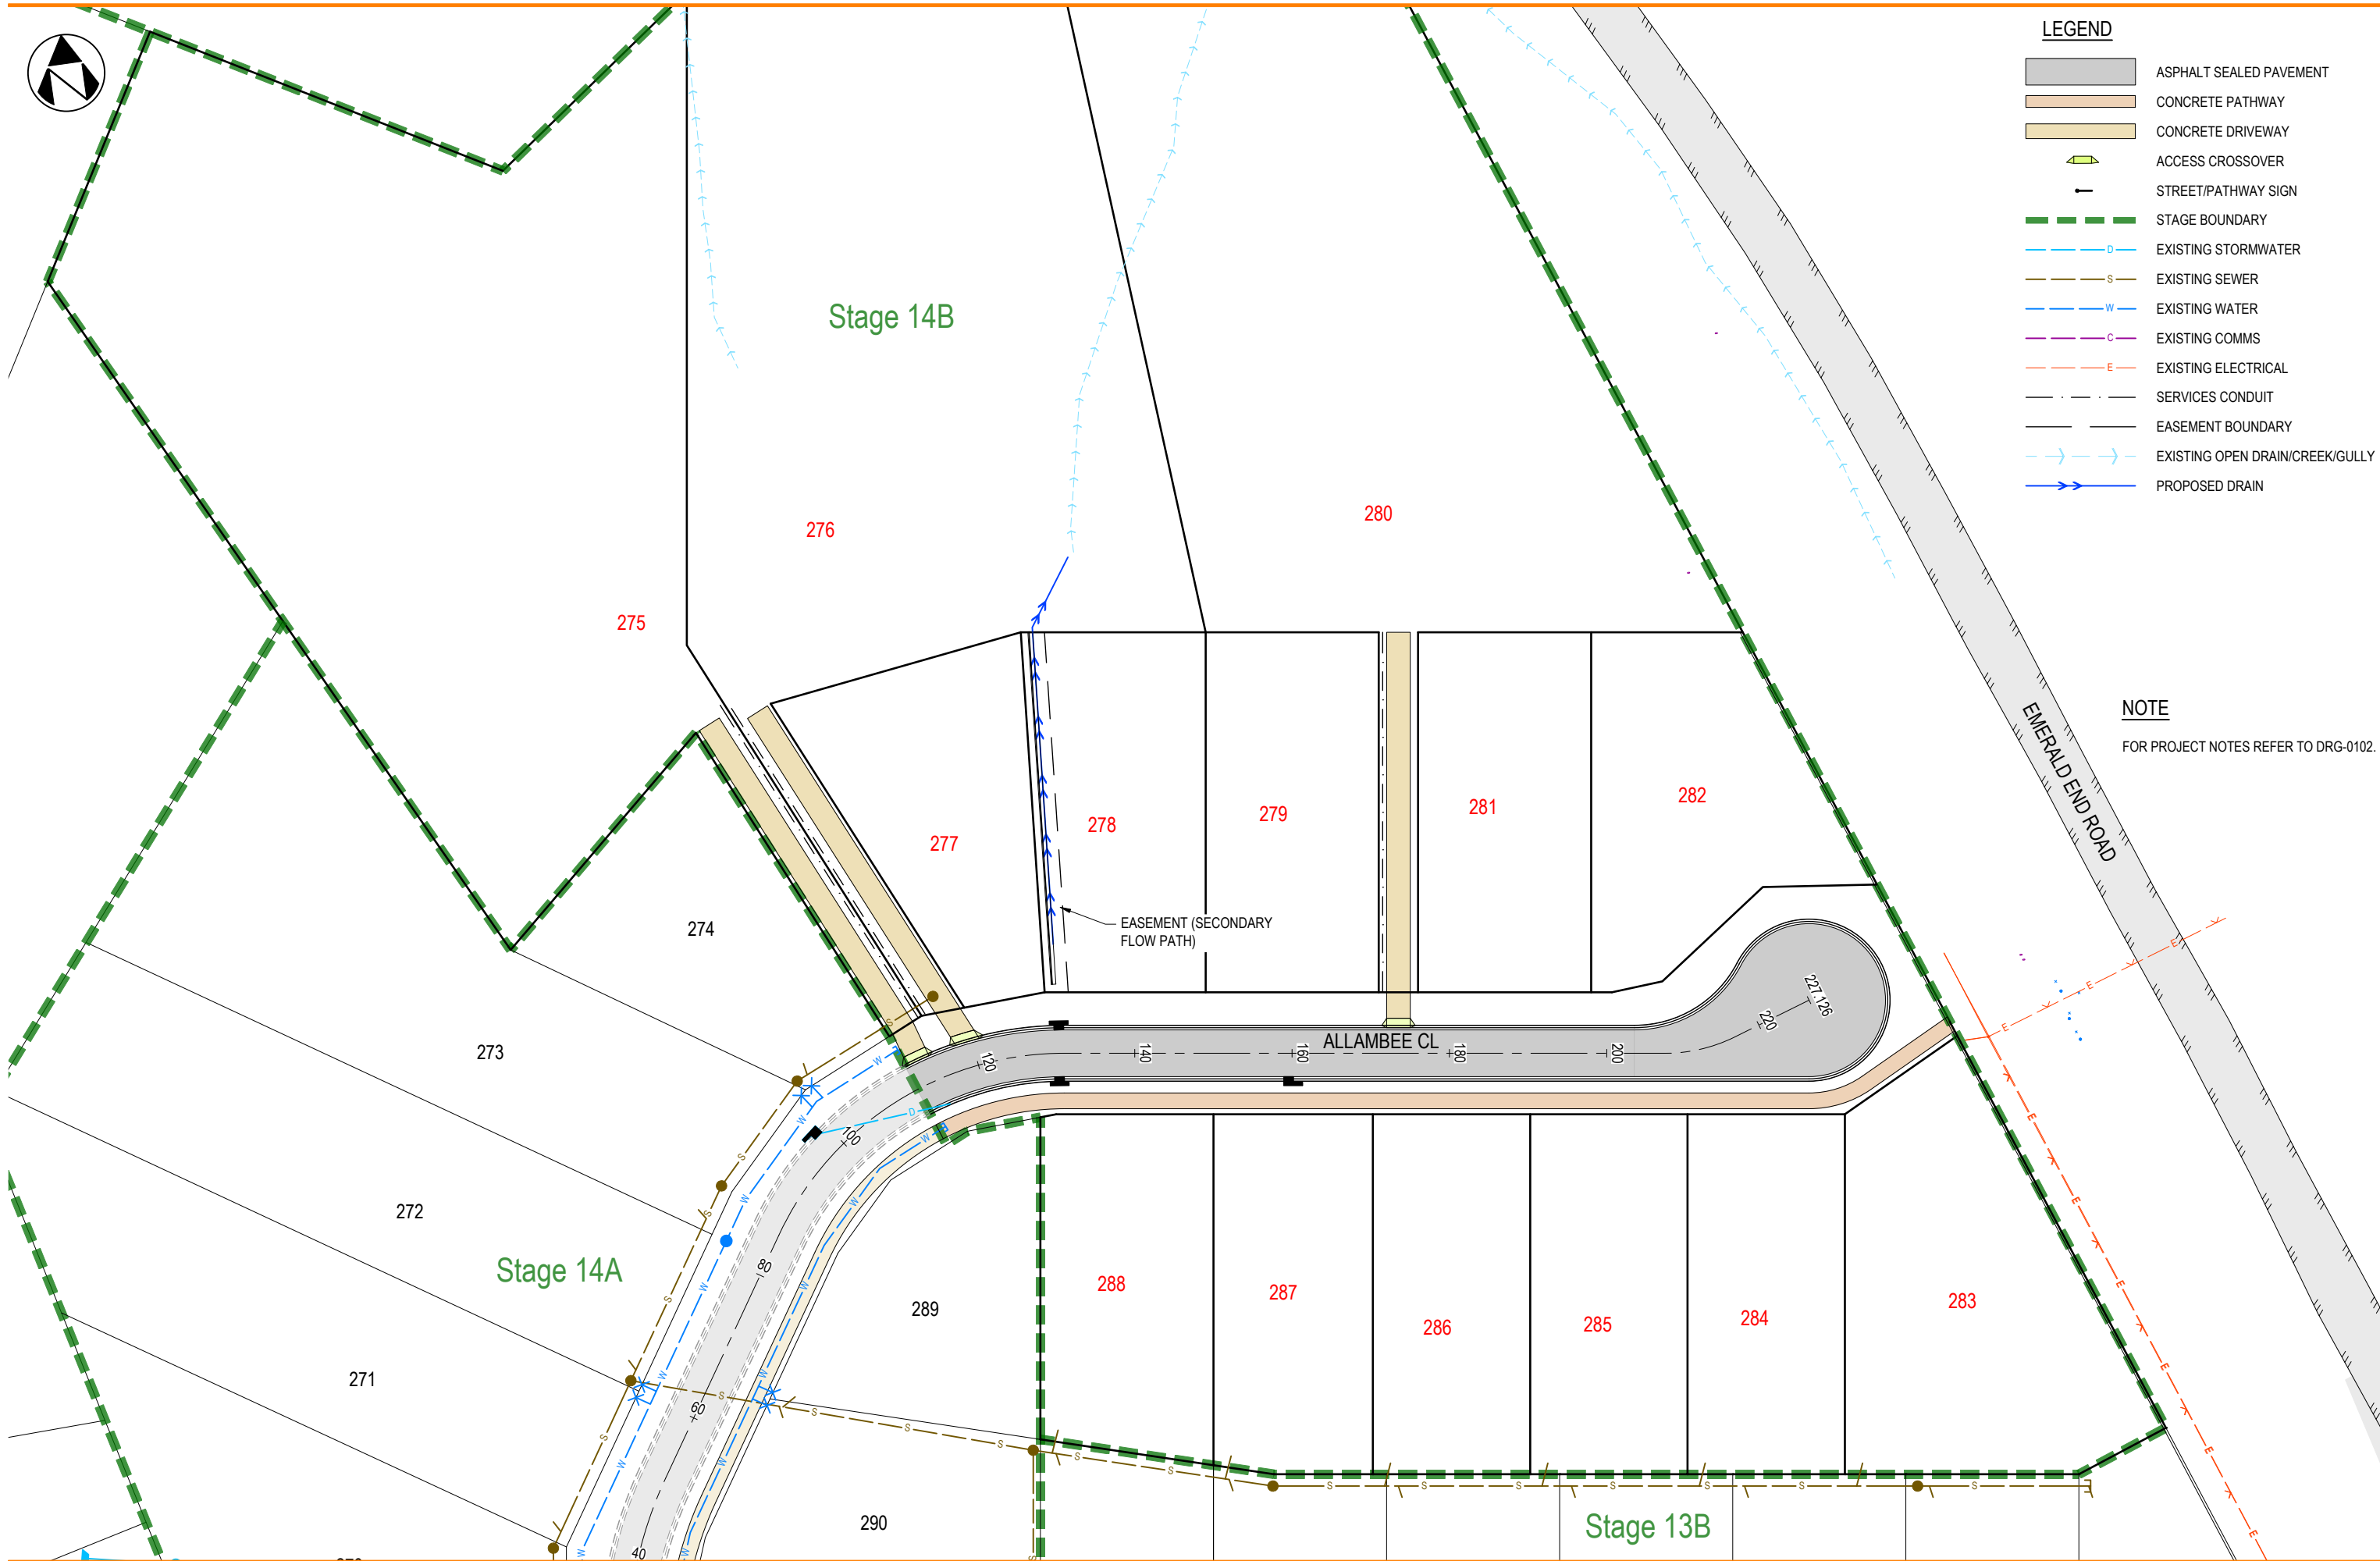 LEGEND
ASPHALT SEALED PAVEMENT
CONCRETE PATHWAY
CONCRETE DRIVEWAY
ACCESS CROSSOVER
STREET/PATHWAY SIGN
STAGE BOUNDARY
D EXISTING STORMWATER
S EXISTING SEWER
W EXISTING WATER
C EXISTING COMMS
E EXISTING ELECTRICAL
SERVICES CONDUIT
EASEMENT BOUNDARY
EXISTING OPEN DRAIN/CREEK/GULLY
PROPOSED DRAIN
NOTE
FOR PROJECT NOTES REFER TO DRG-0102.
Stage 14B
276
280
275
277
278
279
281
282
274
273
272
271
EASEMENT (SECONDARY
FLOW PATH)
EMERALD END ROAD
ALLAMBEE CL
40
60
80
100
120
140
160
180
200
220
227.126
Stage 14A
289
290
288
287
286
285
284
283
Stage 13B